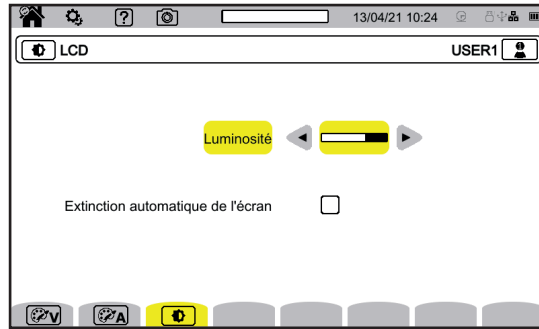 13/04/21 10:24
LCD USER1
Luminosité
Extinction automatique de l'écran
V A